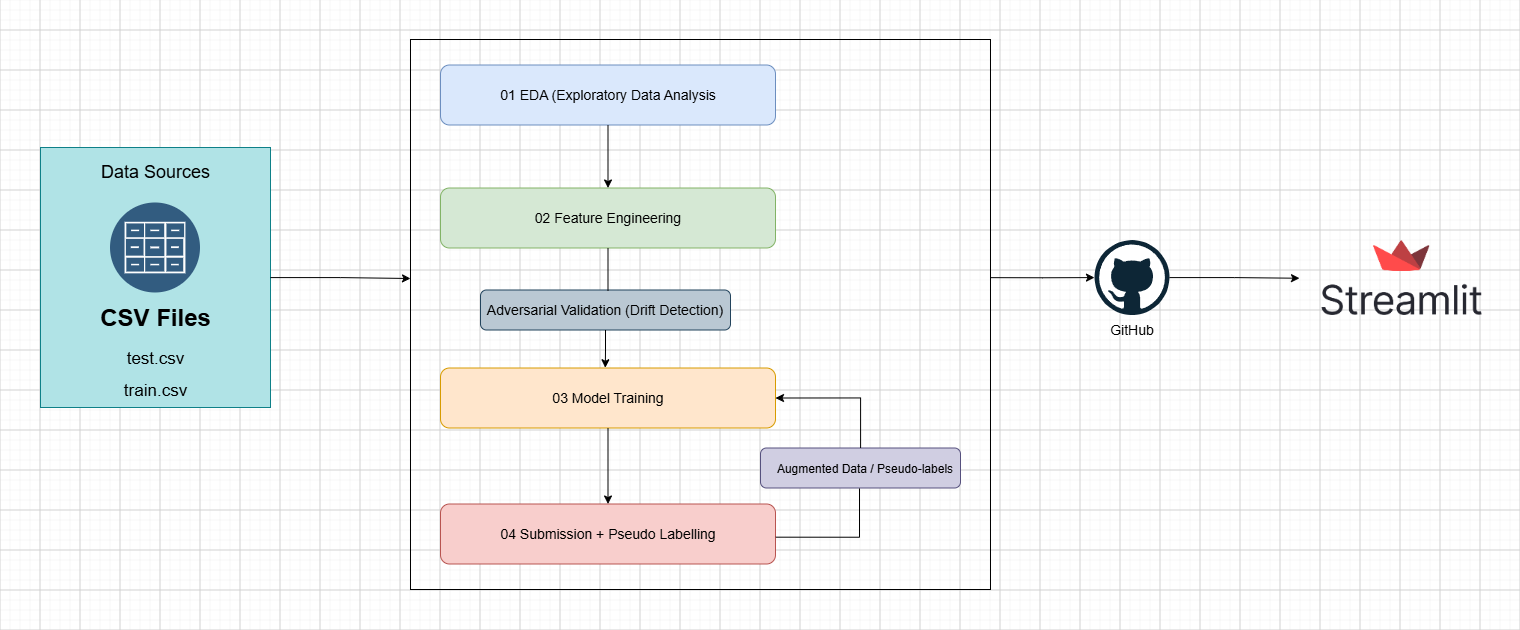 Data Sources
CSV Files
test.csv
train.csv
01 EDA (Exploratory Data Analysis
02 Feature Engineering
Adversarial Validation (Drift Detection)
03 Model Training
Augmented Data / Pseudo-labels
04 Submission + Pseudo Labelling
GitHub
Streamlit